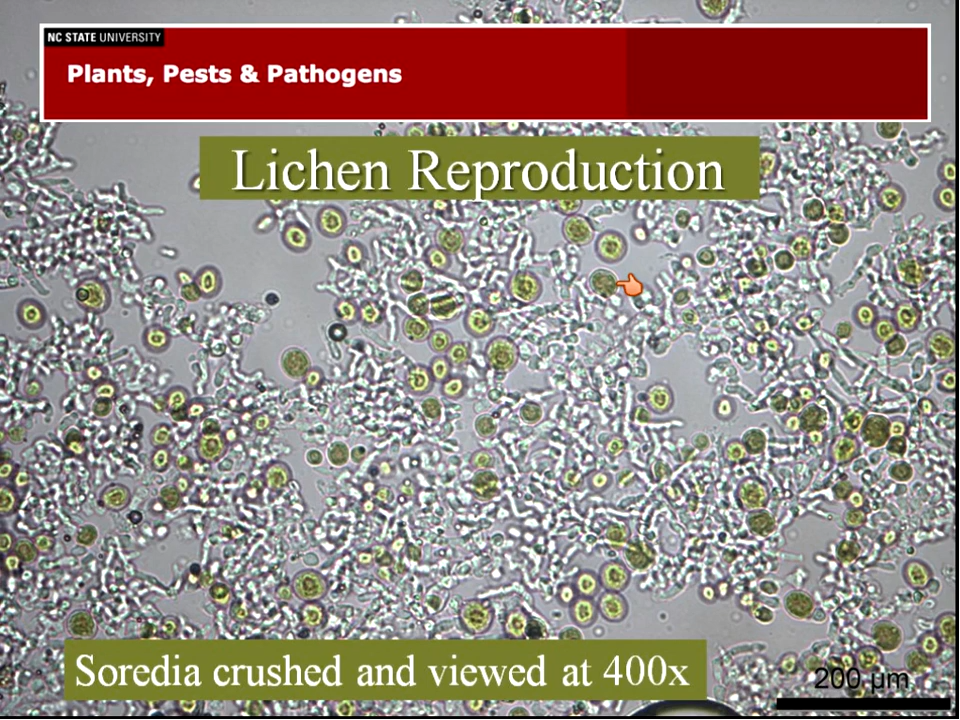 NC STATE UNIVERSITY
Plants, Pests & Pathogens
Lichen Reproduction
Soredia crushed and viewed at 400x
200 µm